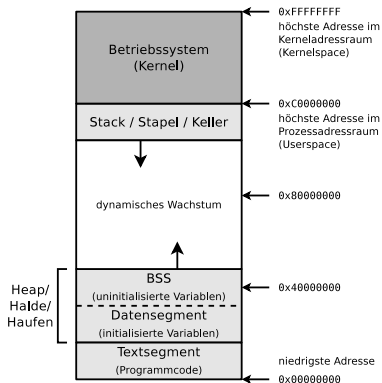 Betriebssystem
(Kernel)
Stack / Stapel / Keller
dynamisches Wachstum
BSS
(uninitialisierte Variablen)
Datensegment
(initialisierte Variablen)
Textsegment
(Programmcode)
Heap/
Halde/
Haufen
0xFFFFFFFF
höchste Adresse im
Kerneladressraum
(Kernelspace)
0xC0000000
höchste Adresse im
Prozessadressraum
(Userspace)
0x80000000
0x40000000
niedrigste Adresse
0x00000000